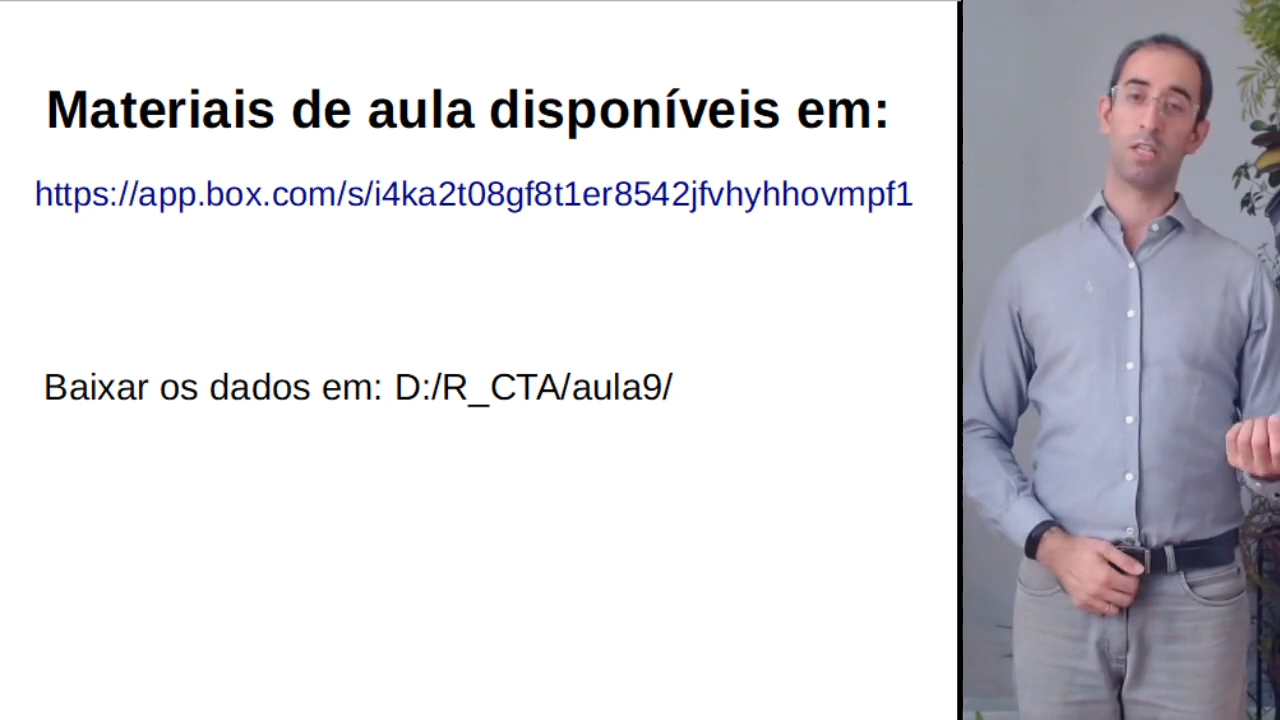 Materiais de aula disponíveis em:
https://app.box.com/s/i4ka2t08gf8t1er8542jfvhyhhovmpf1
Baixar os dados em: D:/R_CTA/aula9/